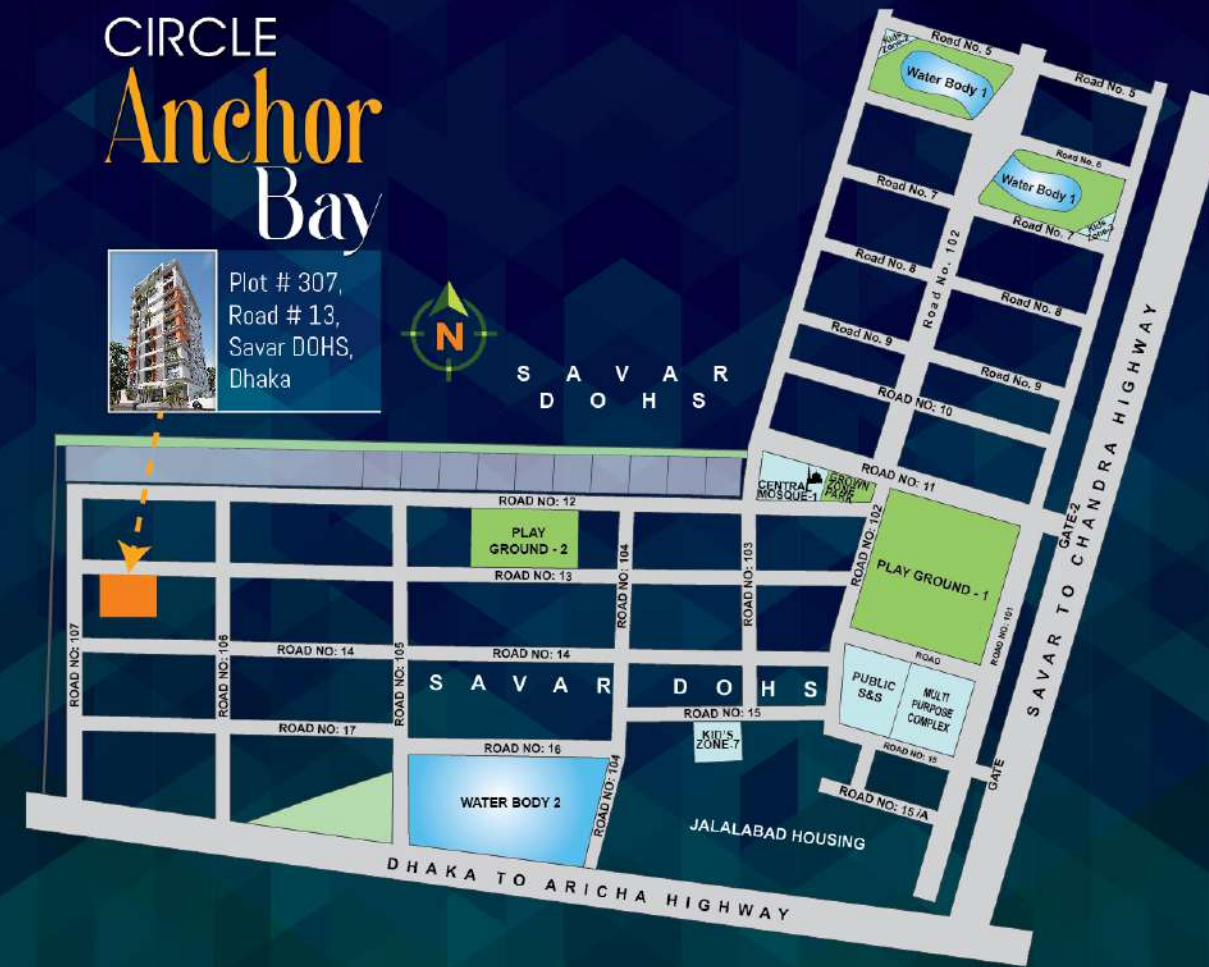 CIRCLE
Anchor
Bay
Plot # 307,
Road # 13,
Savar DOHS,
Dhaka
N
SAVAR
DOHS
Kids
Zone-2
Road No. 5
Road No. 5
Water Body 1
Road No. 6
Water Body 1
Road No. 7
Road No. 7
Road No. 102
Road No. 8
Road No. 8
Road No. 9
Road No. 9
ROAD NO: 10
ROAD NO: 11
CENTRAL
MOSQUE-1
ZONE
PARK
ROAD NO: 12
PLAY
GROUND - 2
ROAD NO: 13
ROAD NO: 104
ROAD NO: 103
ROAD NO: 102
PLAY GROUND - 1
GATE-2
SAVAR TO CHANDRA HIGHWAY
ROAD NO: 101
ROAD
ROAD NO: 107
ROAD NO: 106
ROAD NO: 105
ROAD NO: 14
ROAD NO: 14
SAVAR DOHS
PUBLIC
S&S
MULTI
PURPOSE
COMPLEX
ROAD NO: 15
KID'S
ZONE-7
ROAD NO: 15
GATE
ROAD NO: 17
ROAD NO: 16
WATER BODY 2
ROAD NO: 104
ROAD NO: 15 /A
JALALABAD HOUSING
DHAKA TO ARICHA HIGHWAY